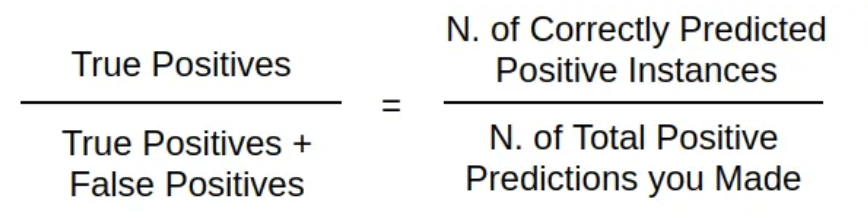 True Positives
True Positives +
False Positives
=
N. of Correctly Predicted
Positive Instances
N. of Total Positive
Predictions you Made